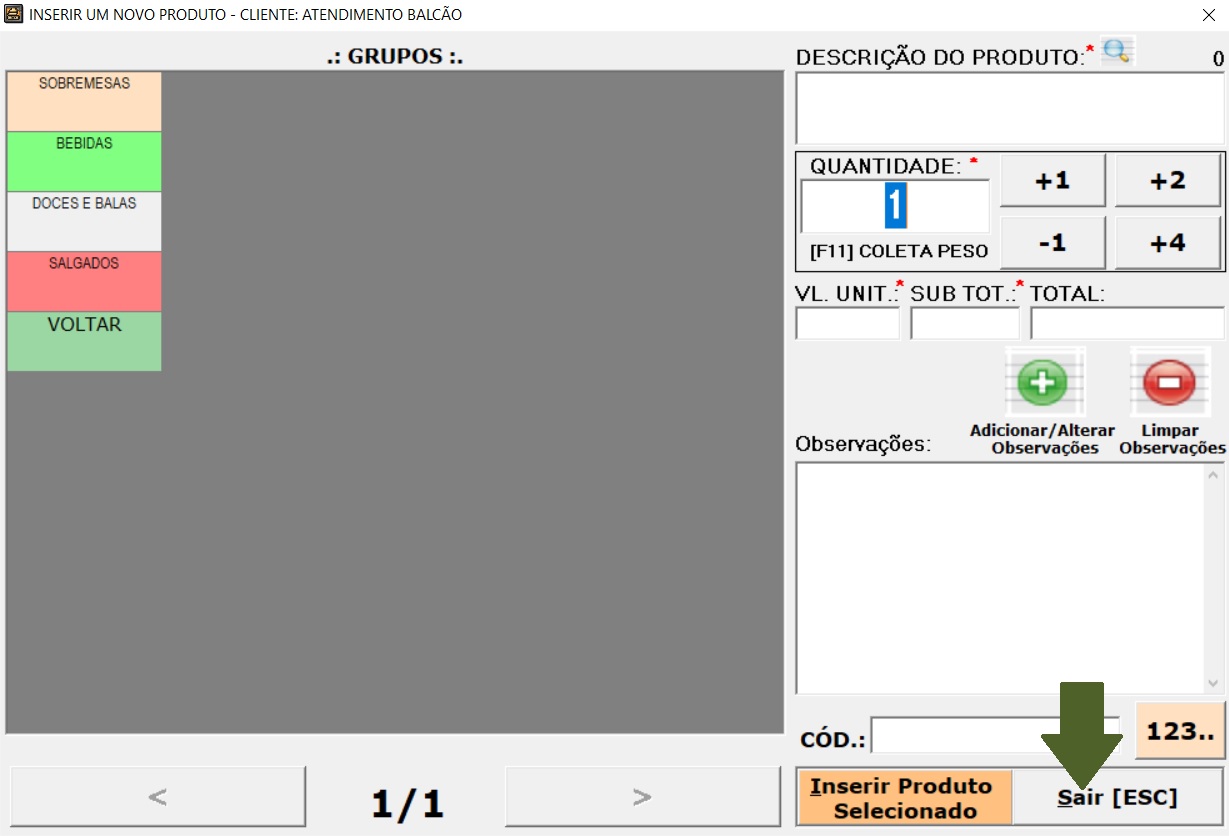 INSERIR UM NOVO PRODUTO - CLIENTE: ATENDIMENTO BALCÃO
.: GRUPOS :.
SOBREMESAS
BEBIDAS
DOCES E BALAS
SALGADOS
VOLTAR
<
1/1
>
DESCRIÇÃO DO PRODUTO:*
0
QUANTIDADE: *
1
[F11] COLETA PESO
+1
+2
-1
+4
VL. UNIT.:* SUB TOT.:* TOTAL:
Observações:
Adicionar/Alterar
Observações
Limpar
Observações
CÓD.:
123..
Inserir Produto
Selecionado
Sair [ESC]